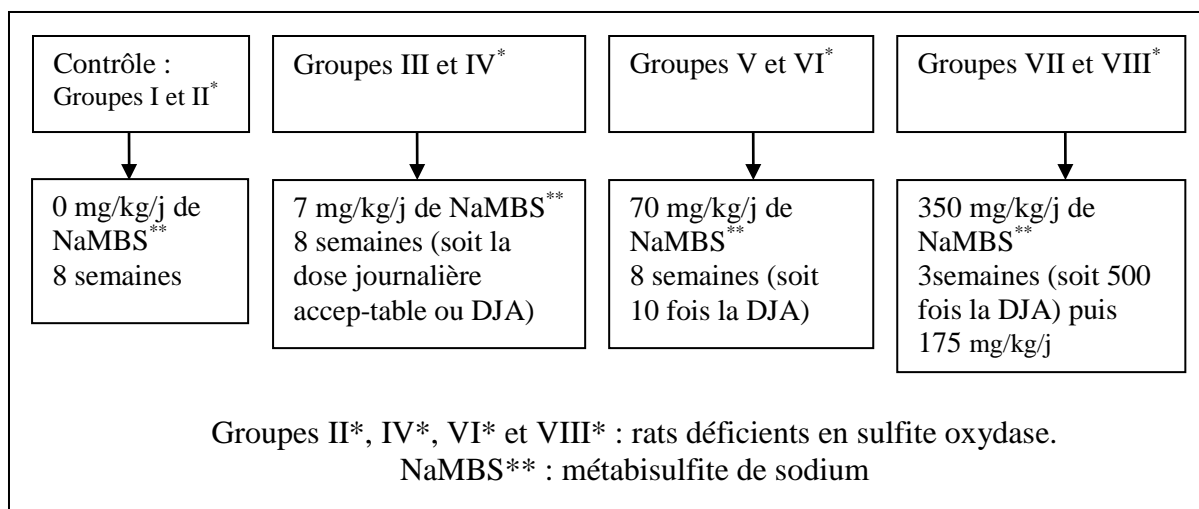 Contrôle :
Groupes I et II*
Groupes III et IV*
Groupes V et VI*
Groupes VII et VIII*
0 mg/kg/j de
NaMBS**
8 semaines
7 mg/kg/j de NaMBS**
8 semaines (soit la
dose journalière
accep-table ou DJA)
70 mg/kg/j de
NaMBS**
8 semaines (soit
10 fois la DJA)
350 mg/kg/j de
NaMBS**
3semaines (soit 500
fois la DJA) puis
175 mg/kg/j
Groupes II*, IV*, VI* et VIII* : rats déficients en sulfite oxydase.
NaMBS** : métabisulfite de sodium